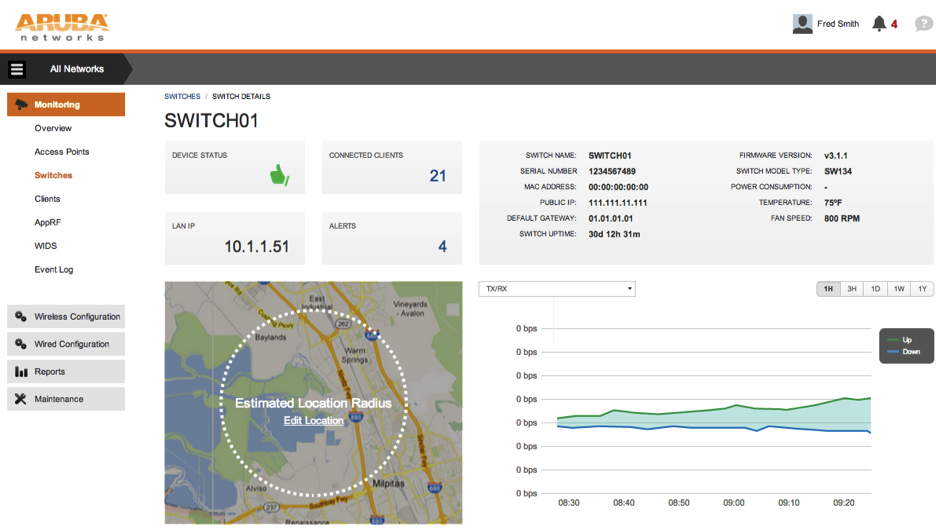 ARUBA
networks
Fred Smith
4
?
All Networks
Monitoring
Overview
Access Points
Switches
Clients
AppRF
WIDS
Event Log
Wireless Configuration
Wired Configuration
Reports
Maintenance
SWITCHES / SWITCH DETAILS
SWITCH01
DEVICE STATUS
CONNECTED CLIENTS
21
LAN IP
10.1.1.51
ALERTS
4
SWITCH NAME: SWITCH01
SERIAL NUMBER 1234567489
MAC ADDRESS: 00:00:00:00:00
PUBLIC IP: 111.111.11.111
DEFAULT GATEWAY: 01.01.01.01
SWITCH UPTIME: 30d 12h 31m
FIRMWARE VERSION: v3.1.1
SWITCH MODEL TYPE: SW134
POWER CONSUMPTION: -
TEMPERATURE: 75ºF
FAN SPEED: 800 RPM
East
Industrial
Vineyards
- Avalon
262
Baylands
Warm
Springs
680
Estimated Location Radius
Edit Location
880
Milpitas
Alviso
680
237
Renaissance
880
TX/RX
1H 3H 1D 1W 1Y
0 bps
0 bps
0 bps
0 bps
0 bps
0 bps
0 bps
0 bps
Up
Down
08:30 08:40 08:50 09:00 09:10 09:20